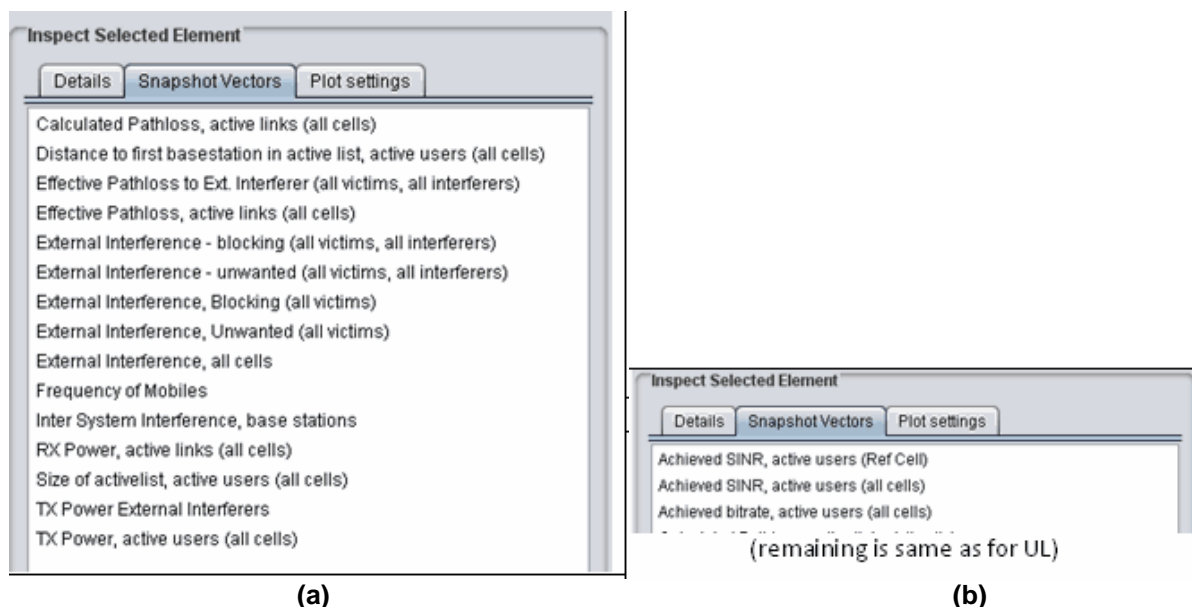 Inspect Selected Element
Details Snapshot Vectors Plot settings
Calculated Pathloss, active links (all cells)
Distance to first basestation in active list, active users (all cells)
Effective Pathloss to Ext. Interferer (all victims, all interferers)
Effective Pathloss, active links (all cells)
External Interference - blocking (all victims, all interferers)
External Interference - unwanted (all victims, all interferers)
External Interference, Blocking (all victims)
External Interference, Unwanted (all victims)
External Interference, all cells
Frequency of Mobiles
Inter System Interference, base stations
RX Power, active links (all cells)
Size of activelist, active users (all cells)
TX Power External Interferers
TX Power, active users (all cells)
(a)
Inspect Selected Element
Details Snapshot Vectors Plot settings
Achieved SINR, active users (Ref Cell)
Achieved SINR, active users (all cells)
Achieved bitrate, active users (all cells)
(remaining is same as for UL)
(b)